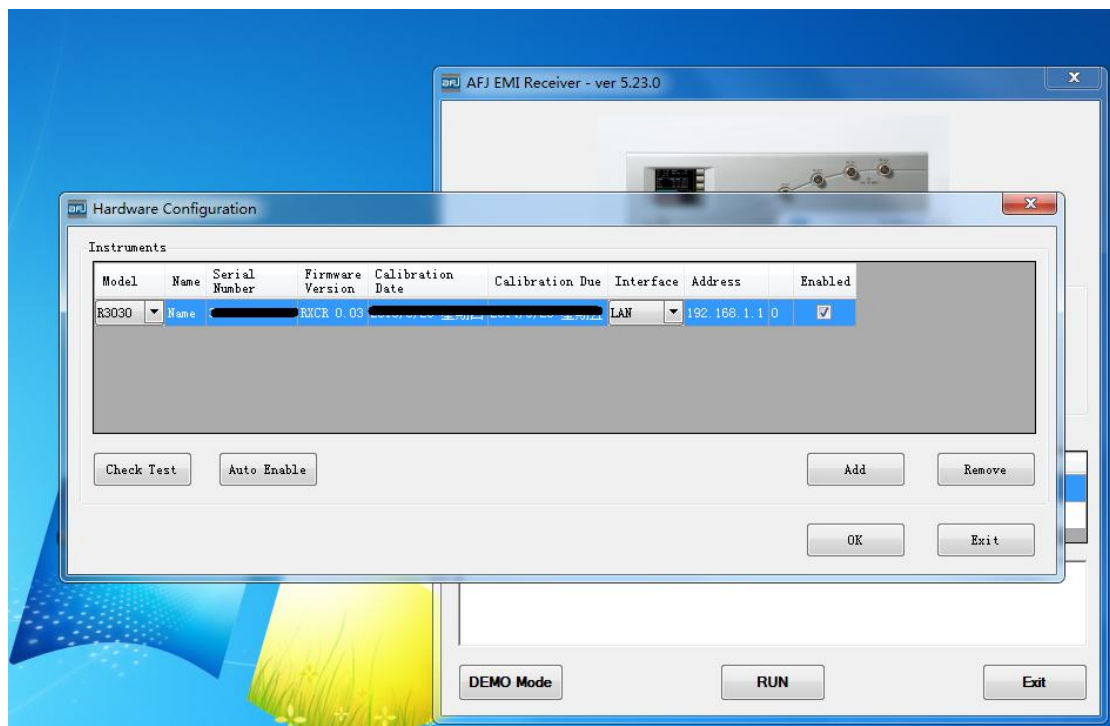 AFJ EMI Receiver - ver 5.23.0
Hardware Configuration
Instruments
Model Name Serial Number Firmware Version Calibration Date Calibration Due Interface Address Enabled
R3030 Name RXCR 0.03 LAN 192.168.1.1 0
Check Test Auto Enable Add Remove
OK Exit
DEMO Mode RUN Exit